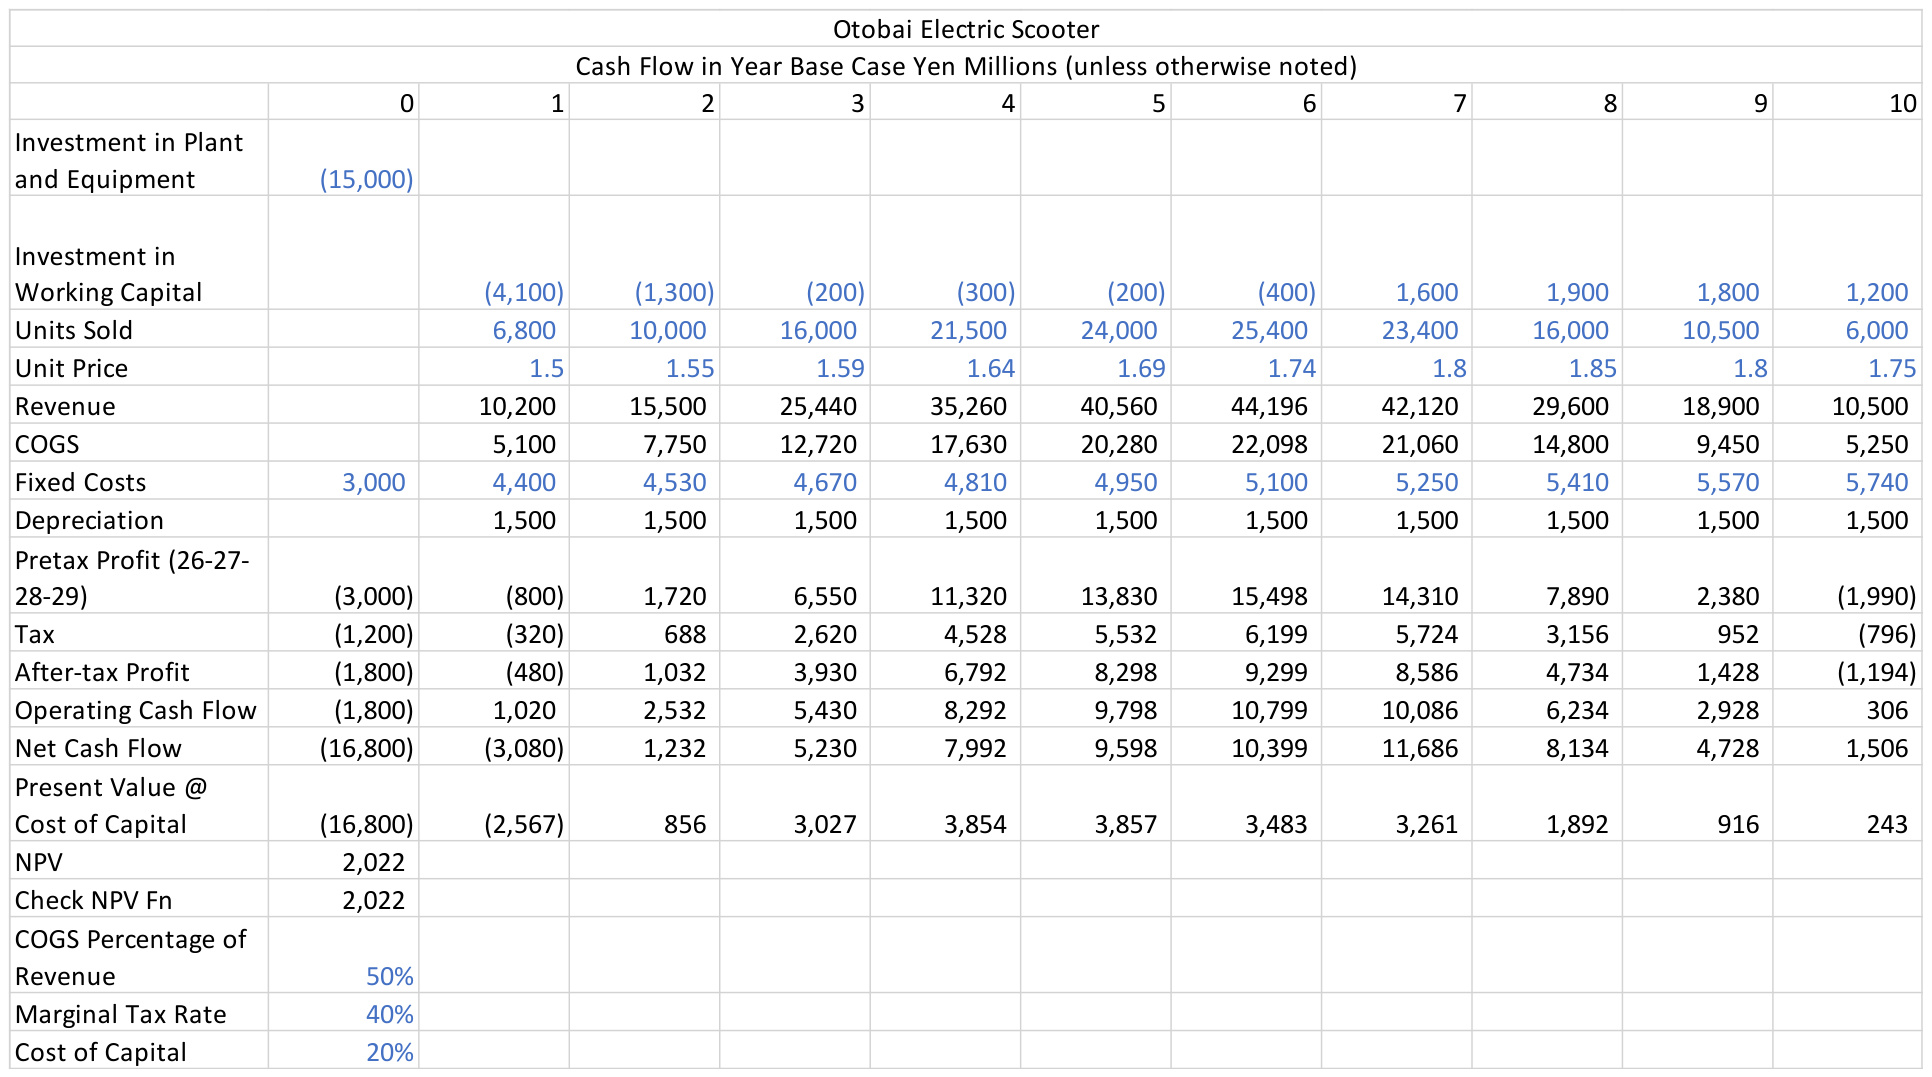 Otobai Electric Scooter
Cash Flow in Year Base Case Yen Millions (unless otherwise noted)
0 1 2 3 4 5 6 7 8 9 10
Investment in Plant
and Equipment (15,000)
Investment in
Working Capital (4,100) (1,300) (200) (300) (200) (400) 1,600 1,900 1,800 1,200
Units Sold 6,800 10,000 16,000 21,500 24,000 25,400 23,400 16,000 10,500 6,000
Unit Price 1.5 1.55 1.59 1.64 1.69 1.74 1.8 1.85 1.8 1.75
Revenue 10,200 15,500 25,440 35,260 40,560 44,196 42,120 29,600 18,900 10,500
COGS 5,100 7,750 12,720 17,630 20,280 22,098 21,060 14,800 9,450 5,250
Fixed Costs 3,000 4,400 4,530 4,670 4,810 4,950 5,100 5,250 5,410 5,570 5,740
Depreciation 1,500 1,500 1,500 1,500 1,500 1,500 1,500 1,500 1,500 1,500
Pretax Profit (26-27-
28-29) (3,000) (800) 1,720 6,550 11,320 13,830 15,498 14,310 7,890 2,380 (1,990)
Tax (1,200) (320) 688 2,620 4,528 5,532 6,199 5,724 3,156 952 (796)
After-tax Profit (1,800) (480) 1,032 3,930 6,792 8,298 9,299 8,586 4,734 1,428 (1,194)
Operating Cash Flow (1,800) 1,020 2,532 5,430 8,292 9,798 10,799 10,086 6,234 2,928 306
Net Cash Flow (16,800) (3,080) 1,232 5,230 7,992 9,598 10,399 11,686 8,134 4,728 1,506
Present Value @
Cost of Capital (16,800) (2,567) 856 3,027 3,854 3,857 3,483 3,261 1,892 916 243
NPV 2,022
Check NPV Fn 2,022
COGS Percentage of
Revenue 50%
Marginal Tax Rate 40%
Cost of Capital 20%